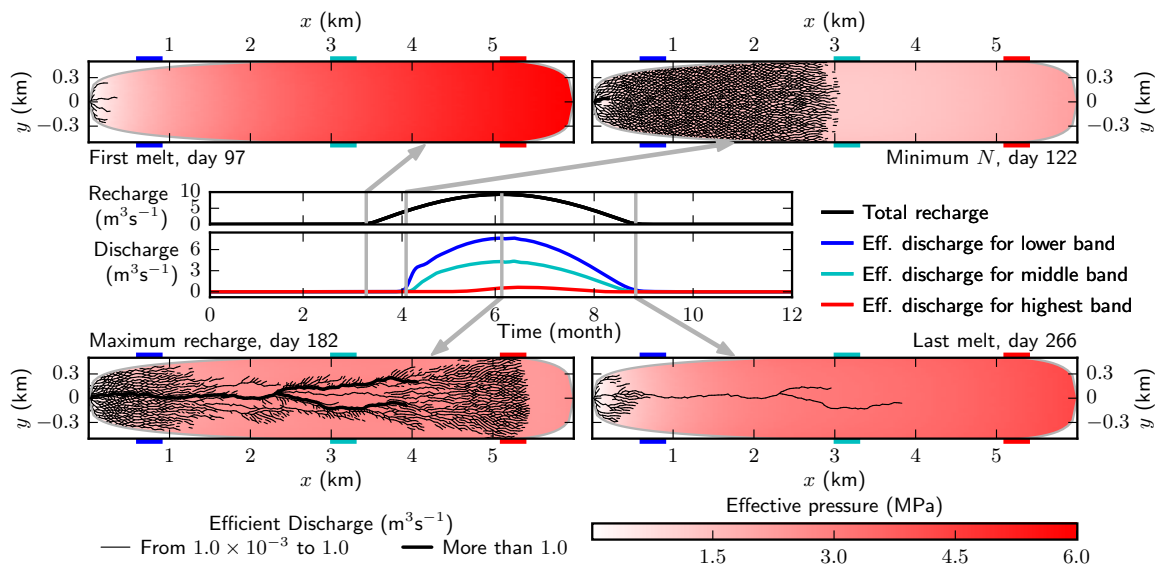 x (km)
x (km)
1 2 3 4 5
1 2 3 4 5
y (km)
0.3
0
−0.3
0.3
0
−0.3
y (km)
First melt, day 97
Minimum N, day 122
Recharge
(m³s⁻¹)
10
5
0
Discharge
(m³s⁻¹)
6
3
0
0 2 4 6 8 10 12
Time (month)
Total recharge
Eff. discharge for lower band
Eff. discharge for middle band
Eff. discharge for highest band
Maximum recharge, day 182
Last melt, day 266
y (km)
0.3
0
−0.3
0.3
0
−0.3
y (km)
1 2 3 4 5
1 2 3 4 5
x (km)
x (km)
Efficient Discharge (m³s⁻¹)
From 1.0 × 10⁻³ to 1.0
More than 1.0
Effective pressure (MPa)
1.5 3.0 4.5 6.0